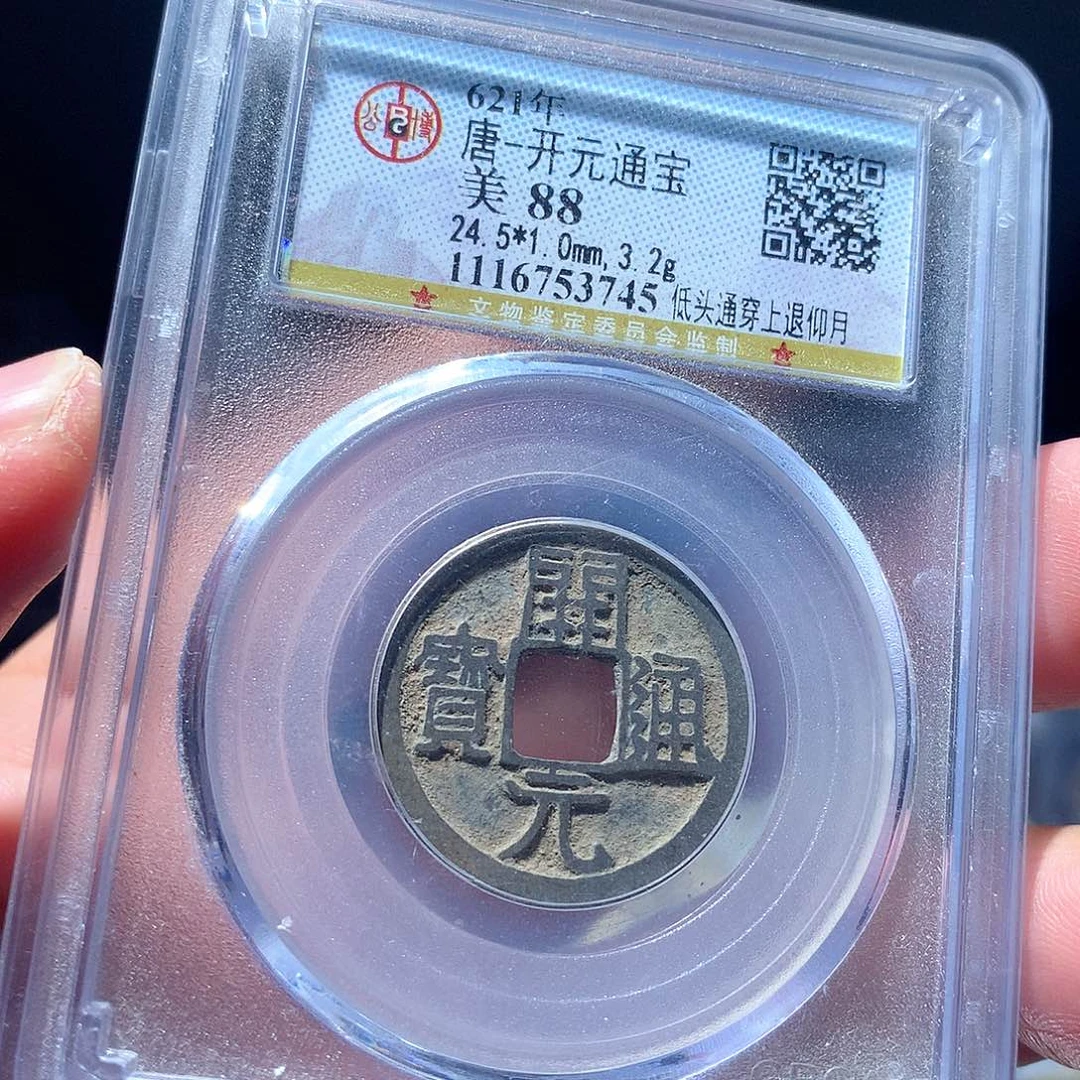 公博
621年
唐-开元通宝
美 88
24.5*1.0mm,3.2g
1116753745 低头通穿上退仰月
文物鉴定委员会监制
開元通寶